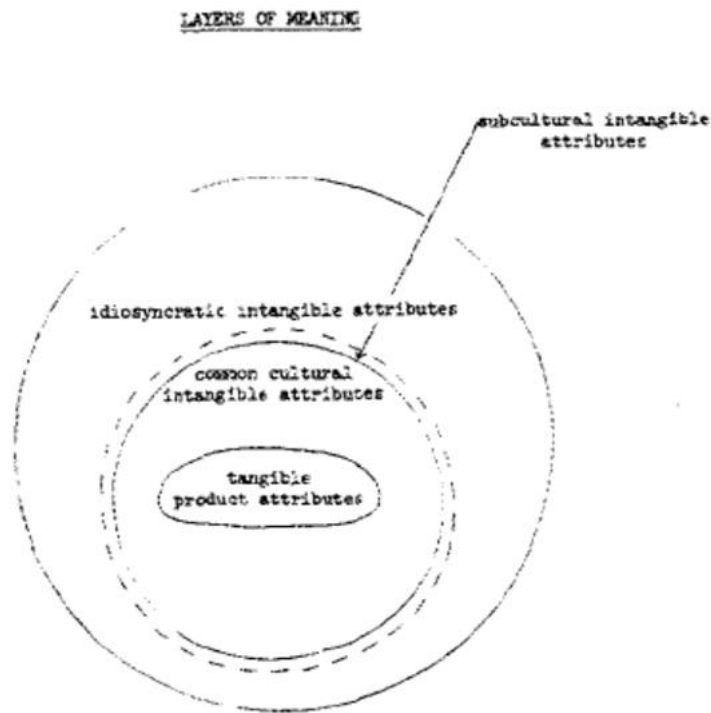 LAYERS OF MEANING
subcultural intangible
attributes
idiosyncratic intangible attributes
common cultural
intangible attributes
tangible
product attributes